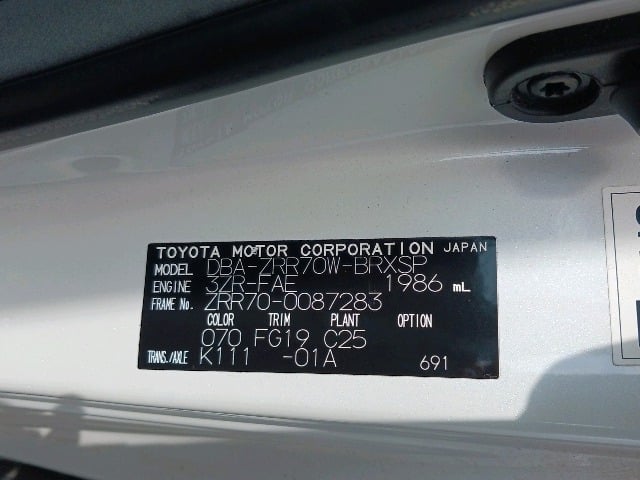 TOYOTA MOTOR CORPORATION JAPAN
MODEL DBA-ZRR70W-BRXSP
ENGINE 3ZR-FAE 1986 mL
FRAME No. ZRR70-0087283
COLOR TRIM PLANT OPTION
070 FG19 C25
TRANS./AXLE K111 -01A 691